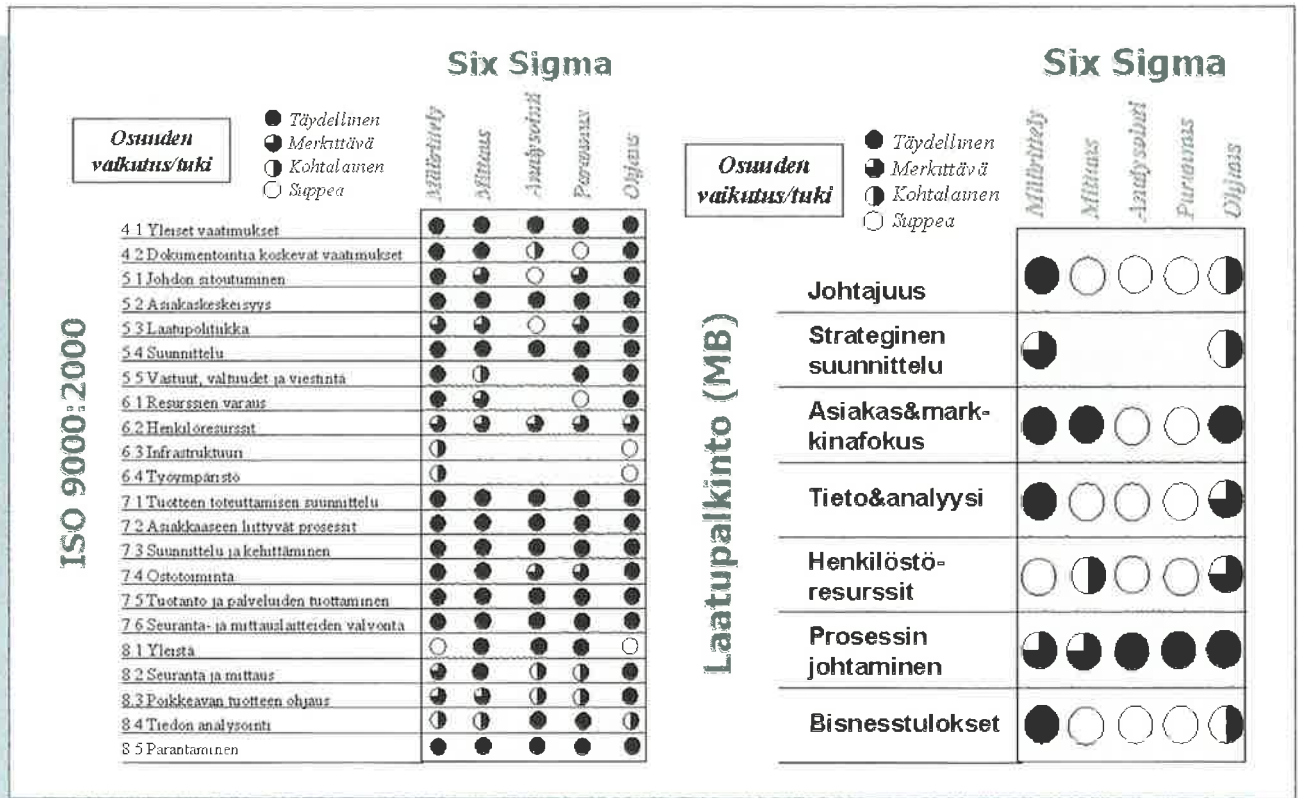 Six Sigma
Osuuden
vaikutus/tuki
Täydellinen
Merkittävä
Kohtalainen
Suppea
Määrittely
Mittaus
Analysointi
Parannus
Ohjaus
ISO 9000:2000
4 1 Yleiset vaatimukset
4 2 Dokumentointia koskevat vaatimukset
5 1 Johdon sitoutuminen
5 2 Asiakaskeskeisyys
5 3 Laatupolitiikka
5 4 Suunnittelu
5 5 Vastuut, valtuudet ja viestintä
6 1 Resurssien varaus
6.2 Henkilöresurssit
6 3 Infrastruktuuri
6 4 Työympäristö
7 1 Tuotteen toteuttamisen suunnittelu
7 2 Asiakkaaseen liittyvät prosessit
7 3 Suunnittelu ja kehittäminen
7 4 Ostotoiminta
7 5 Tuotanto ja palveluiden tuottaminen
7 6 Seuranta- ja mittauslaitteiden valvonta
8 1 Yleistä
8 2 Seuranta ja mittaus
8.3 Poikkeavan tuotteen ohjaus
8 4 Tiedon analysointi
8 5 Parantaminen
Six Sigma
Osuuden
vaikutus/tuki
Täydellinen
Merkittävä
Kohtalainen
Suppea
Määrittely
Mittaus
Analysointi
Parannus
Ohjaus
Laatupalkinto (MB)
Johtajuus
Strateginen
suunnittelu
Asiakas&mark-
kinafokus
Tieto&analyysi
Henkilöstö-
resurssit
Prosessin
johtaminen
Bisnesstulokset